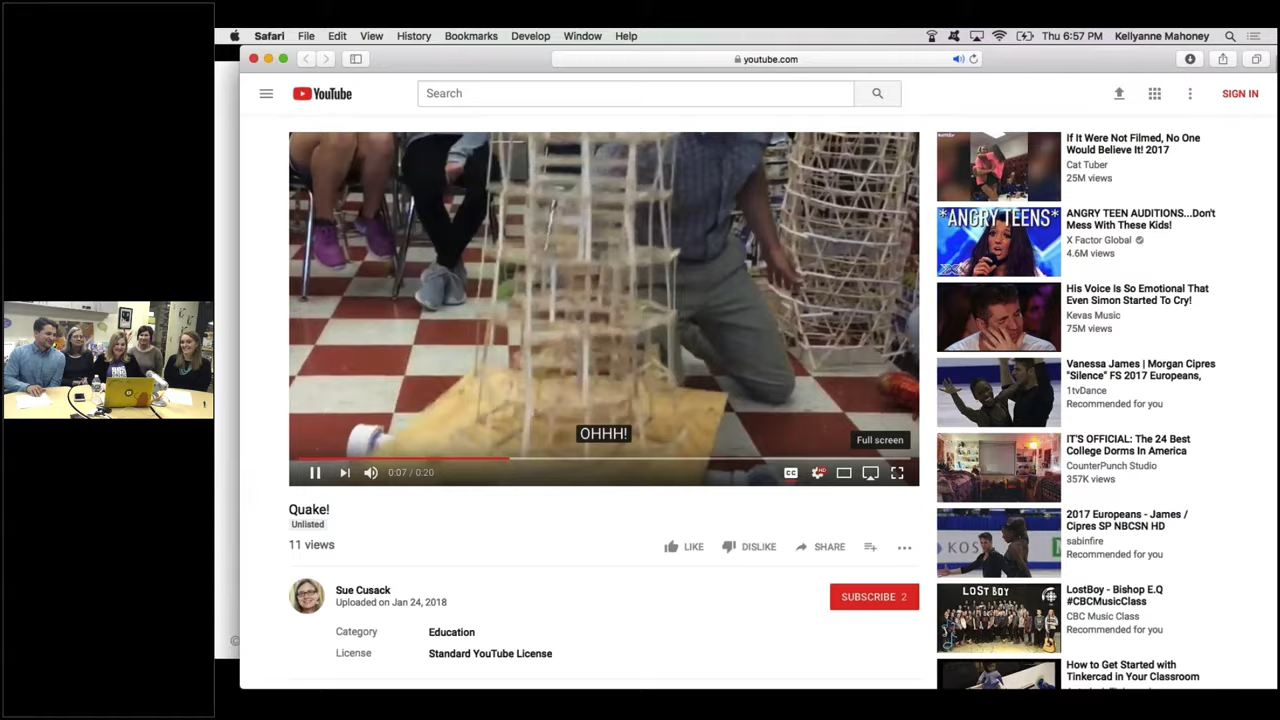 Safari File Edit View History Bookmarks Develop Window Help Thu 6:57 PM Kellyanne Mahoney
youtube.com
YouTube
Search
SIGN IN
OHHH!
Full screen
0:07 / 0:20
CC
HD
Quake!
Unlisted
11 views
LIKE DISLIKE SHARE
Sue Cusack
Uploaded on Jan 24, 2018
SUBSCRIBE 2
Category Education
License Standard YouTube License
If It Were Not Filmed, No One
Would Believe It! 2017
Cat Tuber
25M views
*ANGRY TEENS*
ANGRY TEEN AUDITIONS...Don't
Mess With These Kids!
X Factor Global
4.6M views
His Voice Is So Emotional That
Even Simon Started To Cry!
Kevas Music
75M views
Vanessa James | Morgan Cipres
"Silence" FS 2017 Europeans,
1tvDance
Recommended for you
IT'S OFFICIAL: The 24 Best
College Dorms In America
CounterPunch Studio
357K views
KOS
2017 Europeans - James /
Cipres SP NBCSN HD
sabinfire
Recommended for you
LOST BOY
LostBoy - Bishop E.Q
#CBCMusicClass
CBC Music Class
Recommended for you
How to Get Started with
Tinkercad in Your Classroom